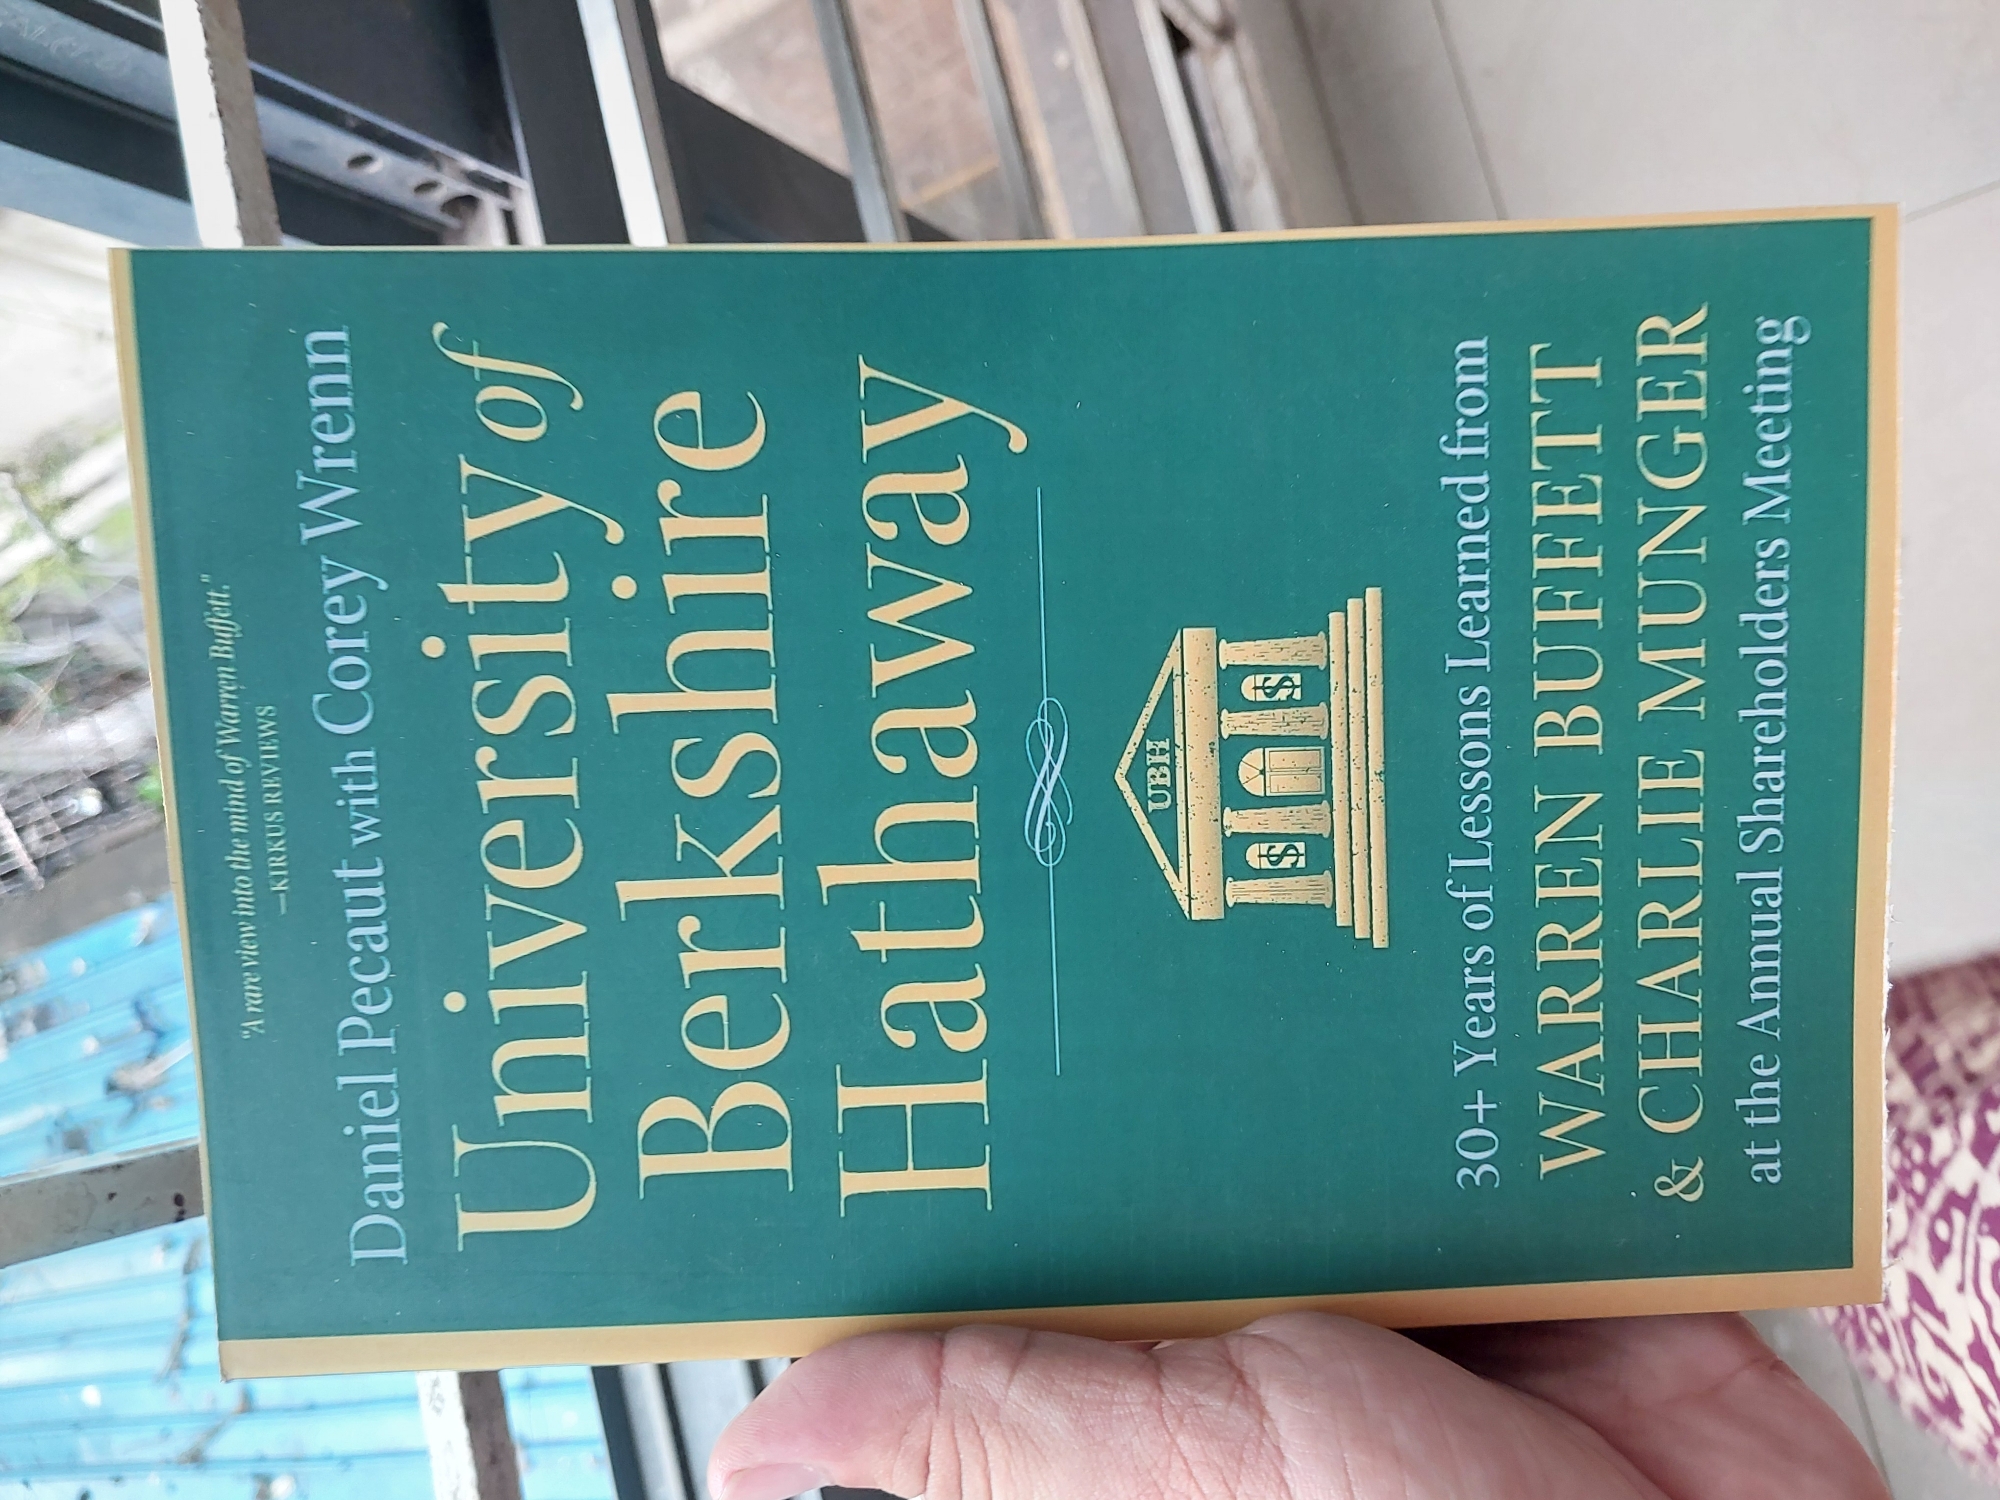 "A rare view into the mind of Warren Buffett."
—KIRKUS REVIEWS
Daniel Pecaut with Corey Wrenn
University of
Berkshire
Hathaway
UBH
$ $
30+ Years of Lessons Learned from
WARREN BUFFETT
& CHARLIE MUNGER
at the Annual Shareholders Meeting